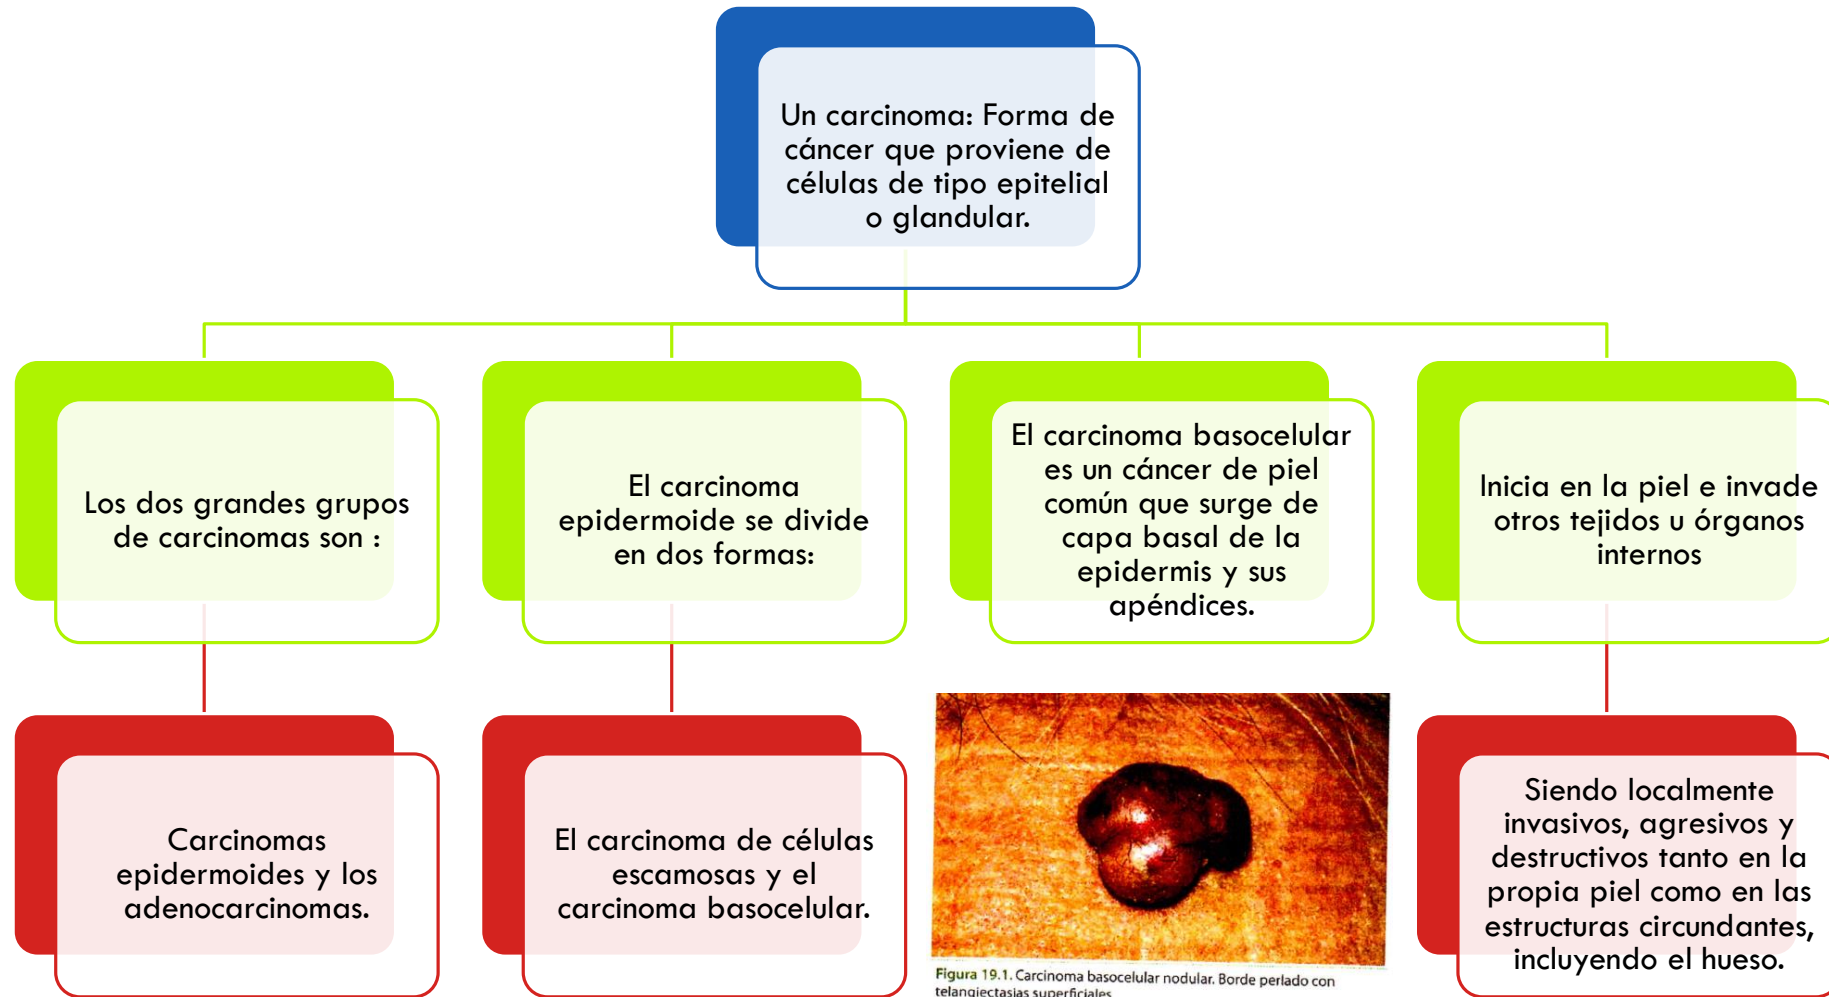 Un carcinoma: Forma de
cáncer que proviene de
células de tipo epitelial
o glandular.
Los dos grandes grupos
de carcinomas son :
El carcinoma
epidermoide se divide
en dos formas:
El carcinoma basocelular
es un cáncer de piel
común que surge de
capa basal de la
epidermis y sus
apéndices.
Inicia en la piel e invade
otros tejidos u órganos
internos
Carcinomas
epidermoides y los
adenocarcinomas.
El carcinoma de células
escamosas y el
carcinoma basocelular.
Figura 19.1. Carcinoma basocelular nodular. Borde perlado con
telangiectasias superficiales
Siendo localmente
invasivos, agresivos y
destructivos tanto en la
propia piel como en las
estructuras circundantes,
incluyendo el hueso.